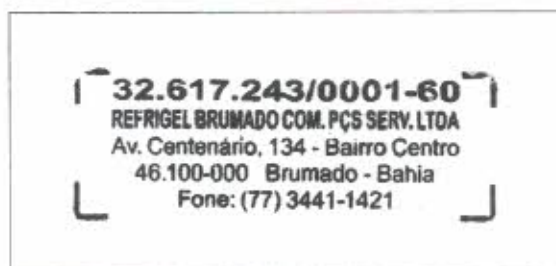 32.617.243/0001-60
REFRIGEL BRUMADO COM. PÇS SERV. LTDA
Av. Centenário, 134 - Bairro Centro
46.100-000 Brumado - Bahia
Fone: (77) 3441-1421